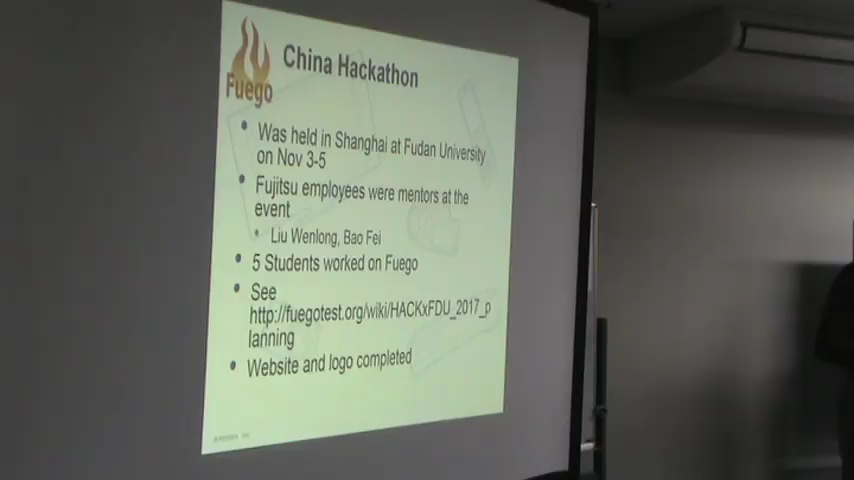 China Hackathon
Fuego
• Was held in Shanghai at Fudan University
on Nov 3-5
• Fujitsu employees were mentors at the
event
• Liu Wenlong, Bao Fei
• 5 Students worked on Fuego
• See
http://fuegotest.org/wiki/HACKxFDU_2017_p
lanning
• Website and logo completed